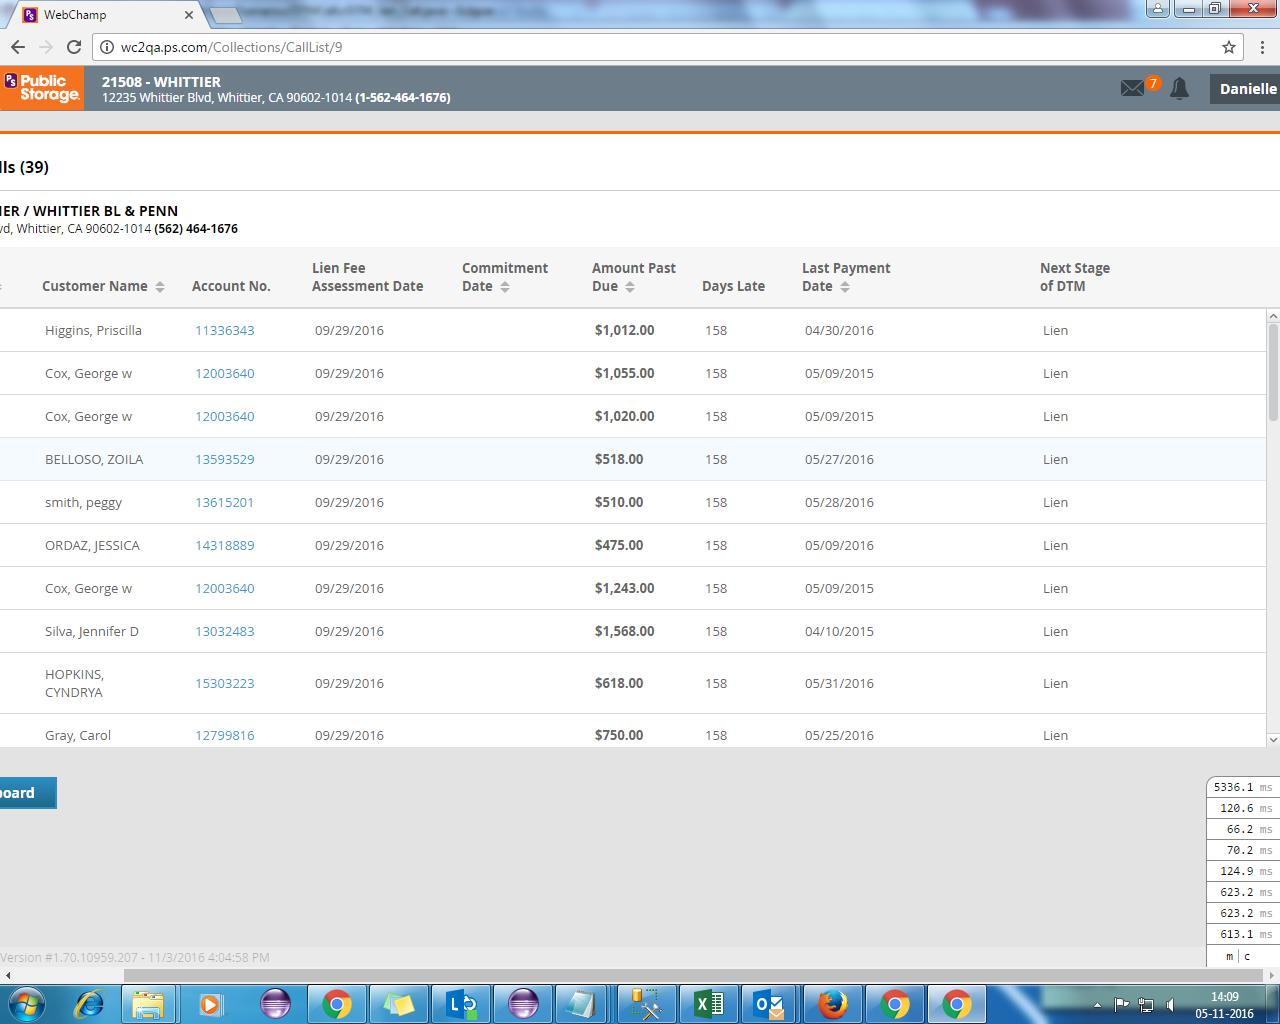 WebChamp
wc2qa.ps.com/Collections/CallList/9
PS Public Storage.
21508 - WHITTIER
12235 Whittier Blvd, Whittier, CA 90602-1014 (1-562-464-1676)
7
Danielle
lls (39)
IER / WHITTIER BL & PENN
vd, Whittier, CA 90602-1014 (562) 464-1676
Customer Name Account No. Lien Fee Assessment Date Commitment Date Amount Past Due Days Late Last Payment Date Next Stage of DTM
Higgins, Priscilla 11336343 09/29/2016 $1,012.00 158 04/30/2016 Lien
Cox, George w 12003640 09/29/2016 $1,055.00 158 05/09/2015 Lien
Cox, George w 12003640 09/29/2016 $1,020.00 158 05/09/2015 Lien
BELLOSO, ZOILA 13593529 09/29/2016 $518.00 158 05/27/2016 Lien
smith, peggy 13615201 09/29/2016 $510.00 158 05/28/2016 Lien
ORDAZ, JESSICA 14318889 09/29/2016 $475.00 158 05/09/2016 Lien
Cox, George w 12003640 09/29/2016 $1,243.00 158 05/09/2015 Lien
Silva, Jennifer D 13032483 09/29/2016 $1,568.00 158 04/10/2015 Lien
HOPKINS, CYNDRYA 15303223 09/29/2016 $618.00 158 05/31/2016 Lien
Gray, Carol 12799816 09/29/2016 $750.00 158 05/25/2016 Lien
board
5336.1 ms
120.6 ms
66.2 ms
70.2 ms
124.9 ms
623.2 ms
623.2 ms
613.1 ms
m | c
Version #1.70.10959.207 - 11/3/2016 4:04:58 PM
14:09
05-11-2016